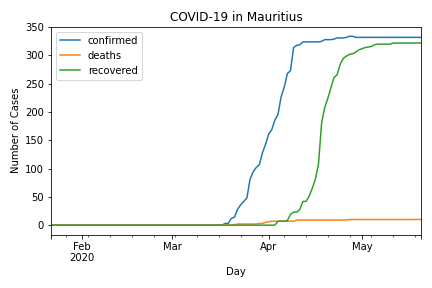 COVID-19 in Mauritius
confirmed
deaths
recovered
Number of Cases
350
300
250
200
150
100
50
0
Feb
2020
Mar
Apr
May
Day